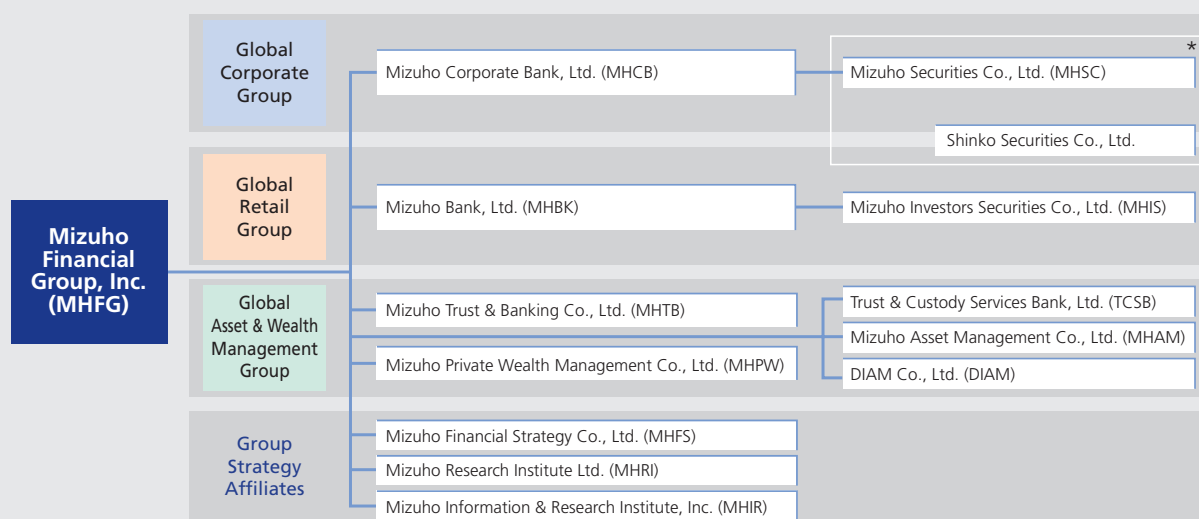 Mizuho
Financial
Group, Inc.
(MHFG)
Global
Corporate
Group
Mizuho Corporate Bank, Ltd. (MHCB)
*
Mizuho Securities Co., Ltd. (MHSC)
Shinko Securities Co., Ltd.
Global
Retail
Group
Mizuho Bank, Ltd. (MHBK)
Mizuho Investors Securities Co., Ltd. (MHIS)
Global
Asset & Wealth
Management
Group
Mizuho Trust & Banking Co., Ltd. (MHTB)
Mizuho Private Wealth Management Co., Ltd. (MHPW)
Trust & Custody Services Bank, Ltd. (TCSB)
Mizuho Asset Management Co., Ltd. (MHAM)
DIAM Co., Ltd. (DIAM)
Group
Strategy
Affiliates
Mizuho Financial Strategy Co., Ltd. (MHFS)
Mizuho Research Institute Ltd. (MHRI)
Mizuho Information & Research Institute, Inc. (MHIR)